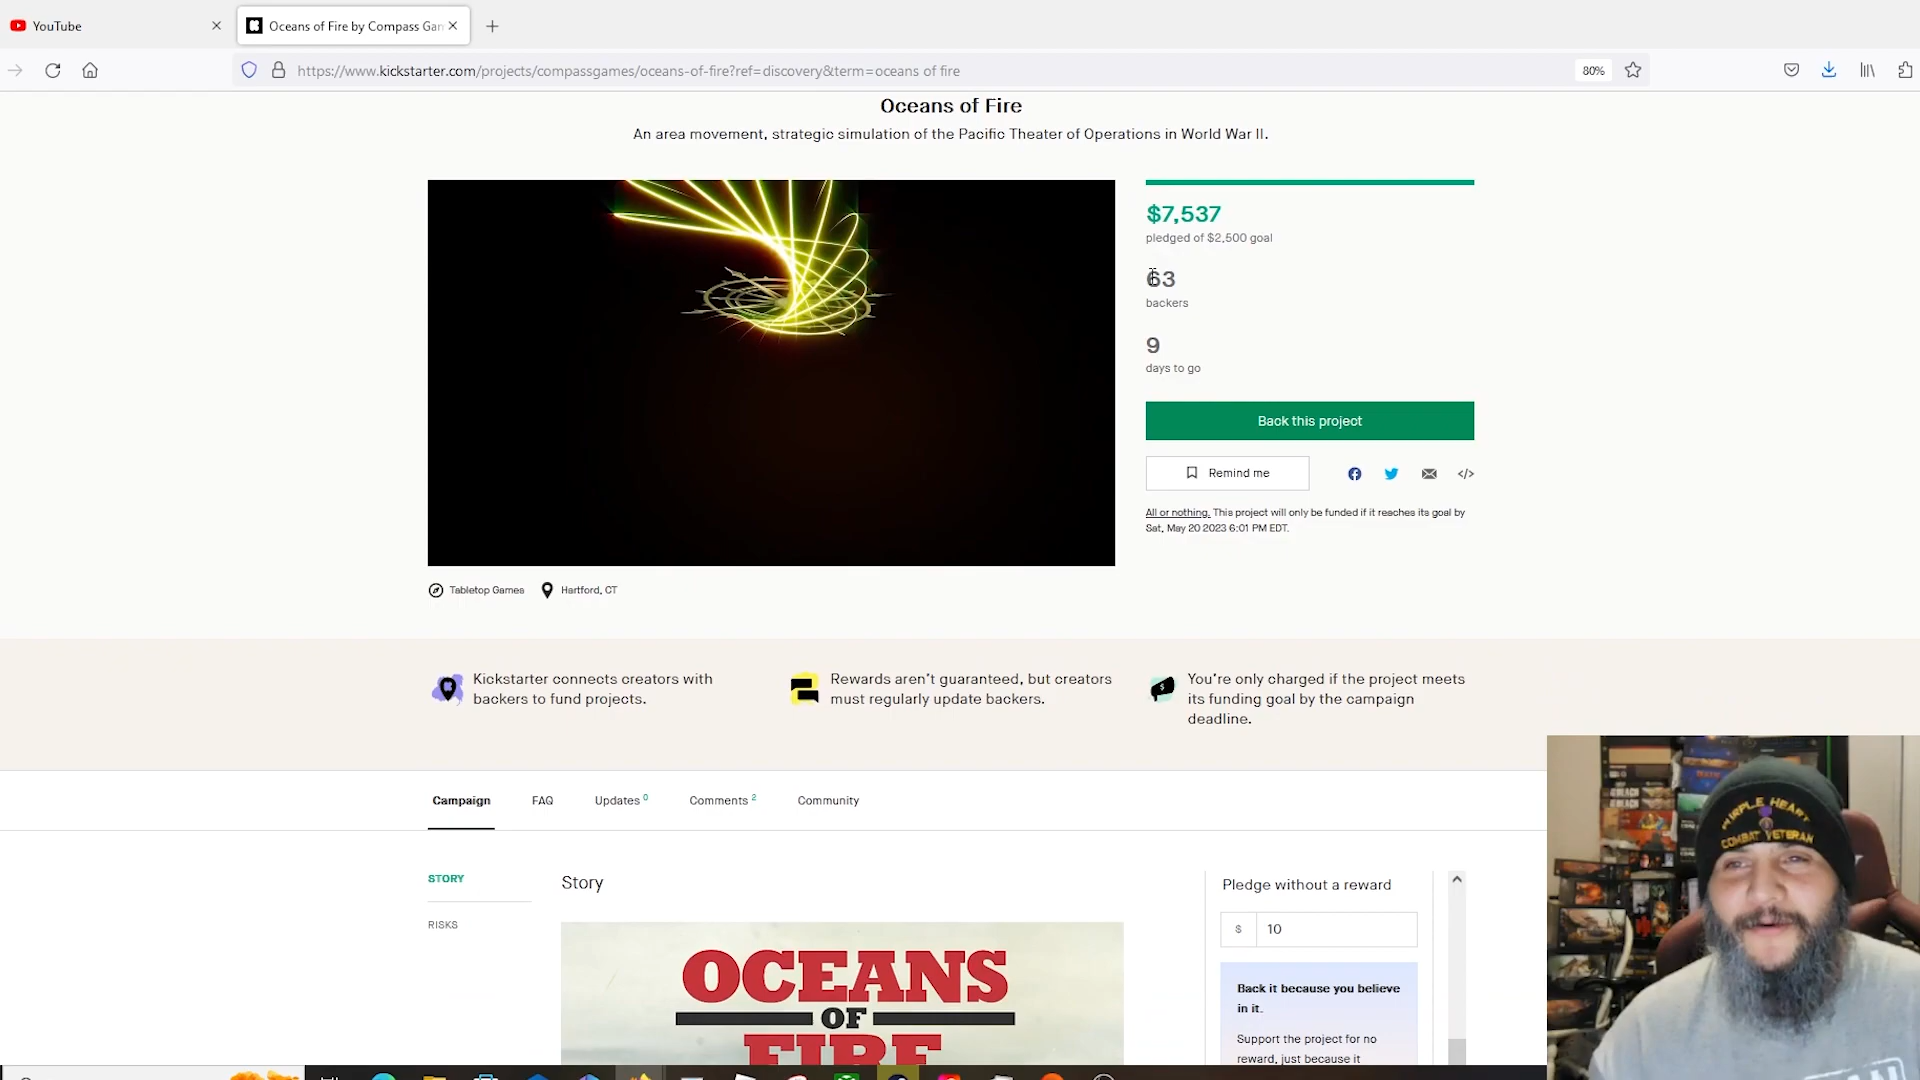 YouTube
Oceans of Fire by Compass Gam
https://www.kickstarter.com/projects/compassgames/oceans-of-fire?ref=discovery&term=oceans of fire
80%
Oceans of Fire
An area movement, strategic simulation of the Pacific Theater of Operations in World War II.
$7,537
pledged of $2,500 goal
63
backers
9
days to go
Back this project
Remind me
All or nothing. This project will only be funded if it reaches its goal by
Sat, May 20 2023 6:01 PM EDT.
Tabletop Games
Hartford, CT
Kickstarter connects creators with
backers to fund projects.
Rewards aren't guaranteed, but creators
must regularly update backers.
You're only charged if the project meets
its funding goal by the campaign
deadline.
Campaign
FAQ
Updates 0
Comments 2
Community
STORY
RISKS
Story
OCEANS
OF
FIRE
Pledge without a reward
$ 10
Back it because you believe
in it.
Support the project for no
reward, just because it
PURPLE HEART
COMBAT VETERAN